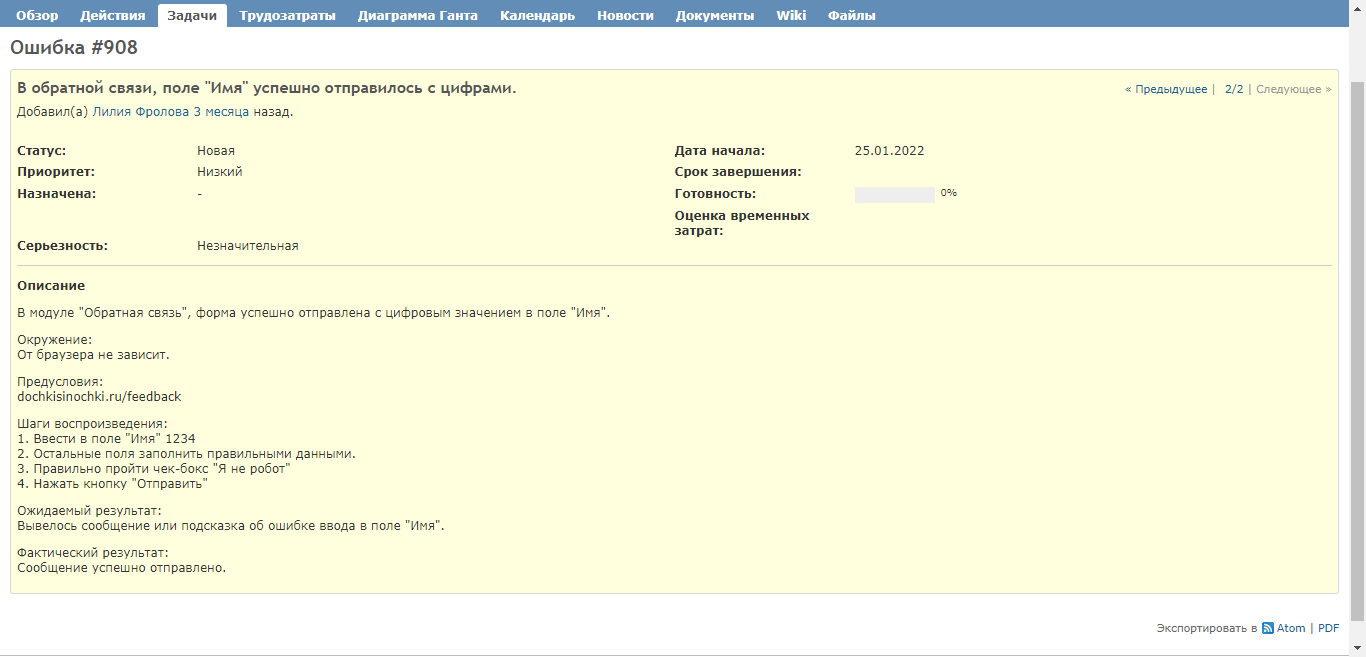 Обзор Действия Задачи Трудозатраты Диаграмма Ганта Календарь Новости Документы Wiki Файлы
Ошибка #908
В обратной связи, поле "Имя" успешно отправилось с цифрами.
« Предыдущее | 2/2 | Следующее »
Добавил(а) Лилия Фролова 3 месяца назад.
Статус: Новая Дата начала: 25.01.2022
Приоритет: Низкий Срок завершения:
Назначена: - Готовность: 0%
Оценка временных
затрат:
Серьезность: Незначительная
Описание
В модуле "Обратная связь", форма успешно отправлена с цифровым значением в поле "Имя".
Окружение:
От браузера не зависит.
Предусловия:
dochkisinochki.ru/feedback
Шаги воспроизведения:
1. Ввести в поле "Имя" 1234
2. Остальные поля заполнить правильными данными.
3. Правильно пройти чек-бокс "Я не робот"
4. Нажать кнопку "Отправить"
Ожидаемый результат:
Вывелось сообщение или подсказка об ошибке ввода в поле "Имя".
Фактический результат:
Сообщение успешно отправлено.
Экспортировать в Atom | PDF